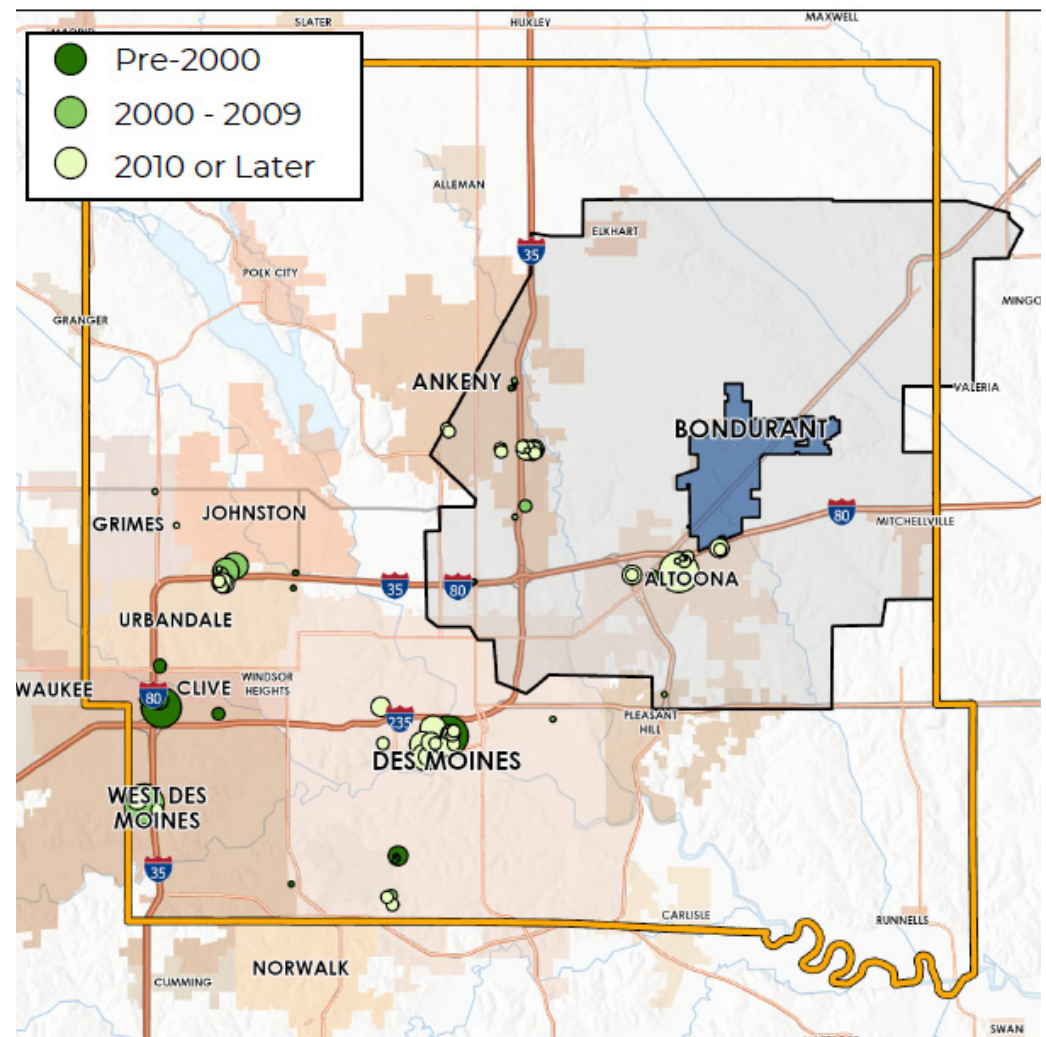 SLATER
HUXLEY
MAXWELL
Pre-2000
2000 - 2009
2010 or Later
ALLEMAN
ELKHART
35
POLK CITY
MINGO
GRANGER
ANKENY
VALERIA
BONDURANT
GRIMES
JOHNSTON
80
MITCHELLVILLE
ALTOONA
35
80
URBANDALE
WAUKEE
80
CLIVE
WINDSOR
HEIGHTS
235
PLEASANT
HILL
DES MOINES
WEST DES
MOINES
35
CARLISLE
RUNNELLS
NORWALK
CUMMING
SWAN